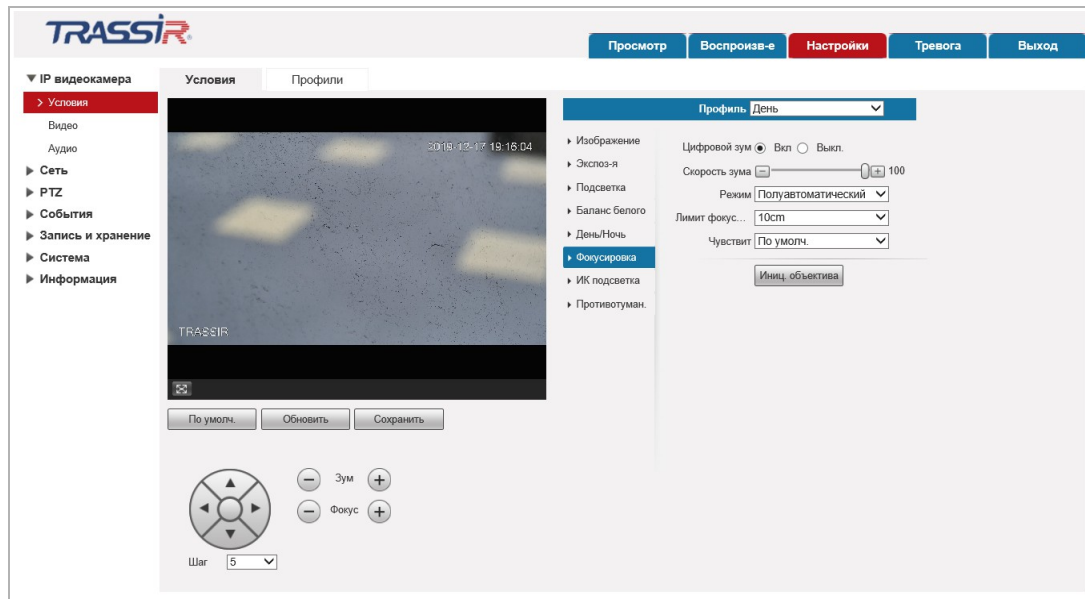 TRASSIR
Просмотр
Воспроизв-е
Настройки
Тревога
Выход
IP видеокамера
Условия
Видео
Аудио
Сеть
PTZ
События
Запись и хранение
Система
Информация
Условия
Профили
2019-12-17 19:16:04
TRASSIR
По умолч.
Обновить
Сохранить
Зум
Фокус
Шаг 5
Профиль День
Изображение
Экспоз-я
Подсветка
Баланс белого
День/Ночь
Фокусировка
ИК подсветка
Противотуман.
Цифровой зум Вкл Выкл.
Скорость зума 100
Режим Полуавтоматический
Лимит фокус... 10cm
Чувствит По умолч.
Иниц. объектива